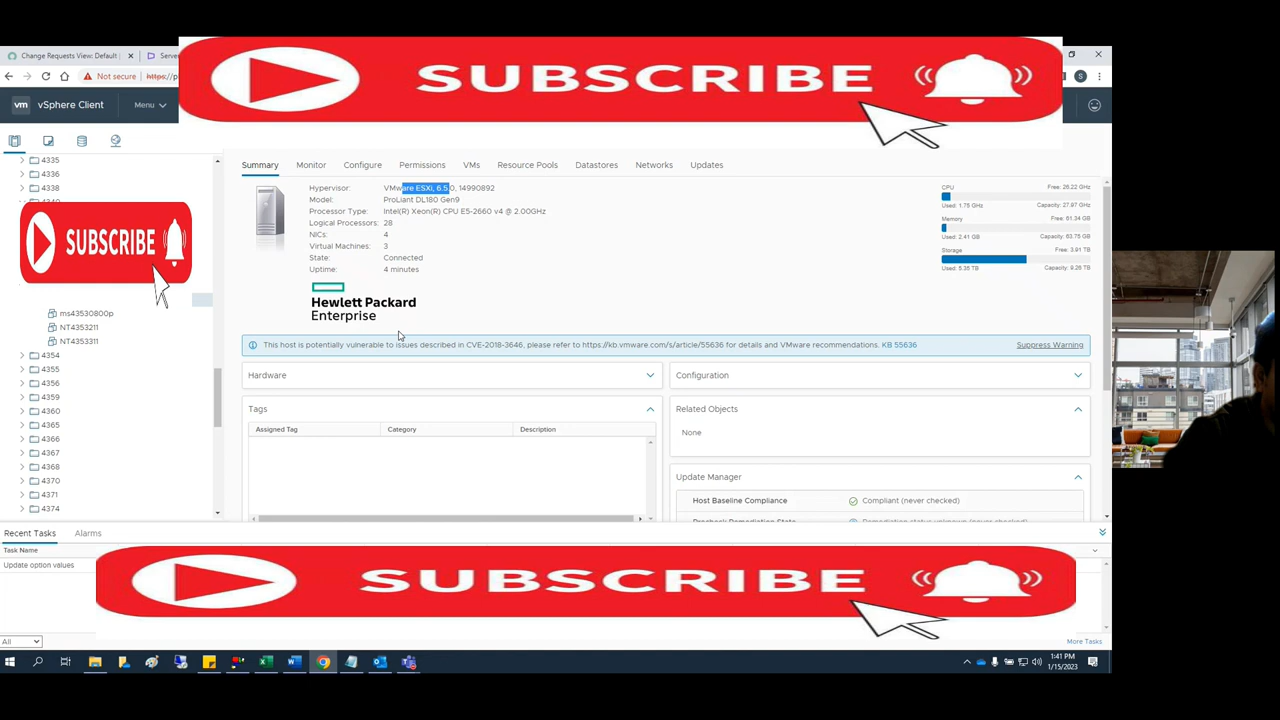 Change Requests View: Default
Serve
SUBSCRIBE
Not secure
https://p
S
vm vSphere Client
Menu
4335
4336
4338
SUBSCRIBE
ms43530800p
NT4353211
NT4353311
4354
4355
4356
4359
4360
4365
4366
4367
4368
4370
4371
4374
Summary
Monitor
Configure
Permissions
VMs
Resource Pools
Datastores
Networks
Updates
Hypervisor: VMware ESXi, 6.5.0, 14990892
Model: ProLiant DL180 Gen9
Processor Type: Intel(R) Xeon(R) CPU E5-2660 v4 @ 2.00GHz
Logical Processors: 28
NICs: 4
Virtual Machines: 3
State: Connected
Uptime: 4 minutes
CPU Free: 26.22 GHz
Used: 1.75 GHz Capacity: 27.97 GHz
Memory Free: 61.34 GB
Used: 2.41 GB Capacity: 63.75 GB
Storage Free: 3.91 TB
Used: 5.35 TB Capacity: 9.26 TB
Hewlett Packard
Enterprise
This host is potentially vulnerable to issues described in CVE-2018-3646, please refer to https://kb.vmware.com/s/article/55636 for details and VMware recommendations. KB 55636
Suppress Warning
Hardware
Configuration
Tags
Assigned Tag
Category
Description
Related Objects
None
Update Manager
Host Baseline Compliance
Compliant (never checked)
Recent Tasks
Alarms
Task Name
Update option values
SUBSCRIBE
All
More Tasks
1:41 PM
1/15/2023